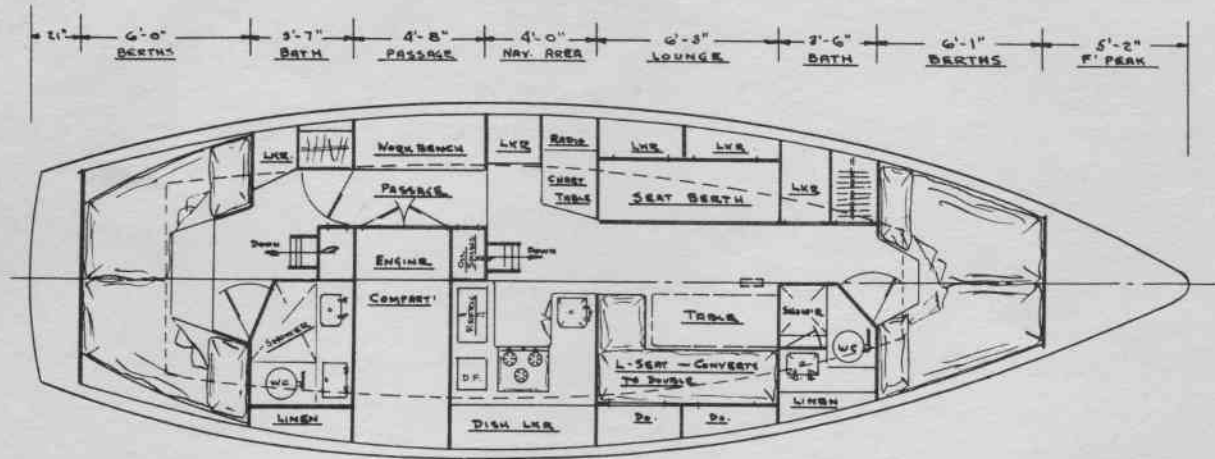 21" 6'-0" 3'-7" 4'-8" 4'-0" 6'-3" 3'-6" 6'-1" 5'-2"
BERTHS BATH PASSAGE NAV. AREA LOUNGE BATH BERTHS F' PEAK
LKR. WORKBENCH LKR RADIO LKR LKR
PASSAGE CHART TABLE SEAT BERTH LKR
DOWN DOWN
ENGINE
COMPART'
SHOWER TABLE SHOWER
WC D.F. L-SEAT — CONVERTS WC
TO DOUBLE
LINEN DISH LKR DO. DO. LINEN